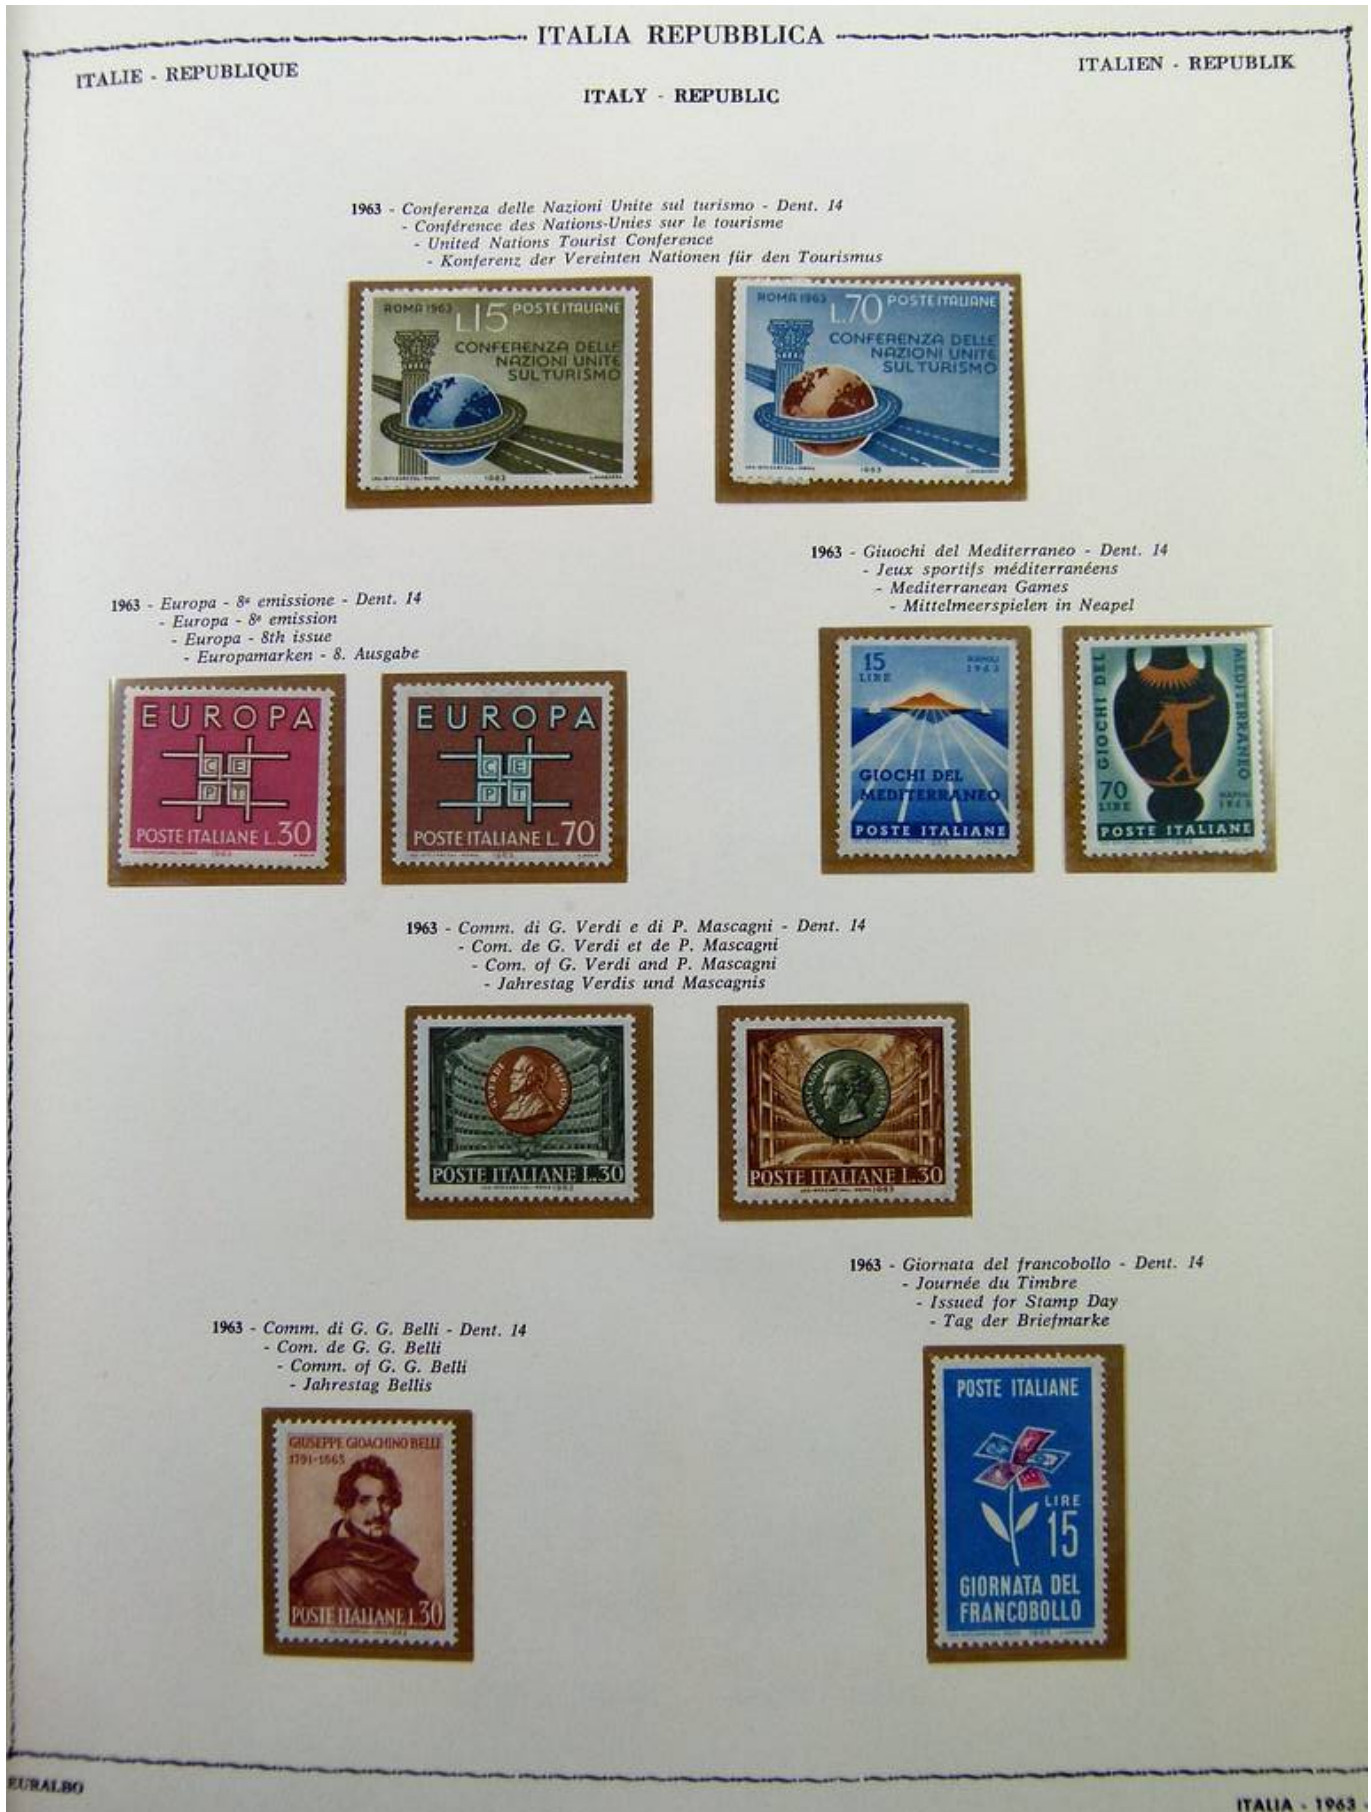 ITALIA REPUBBLICA
ITALIE - REPUBLIQUE
ITALIEN - REPUBLIK
ITALY - REPUBLIC
1963 - Conferenza delle Nazioni Unite sul turismo - Dent. 14
- Conférence des Nations-Unies sur le tourisme
- United Nations Tourist Conference
- Konferenz der Vereinten Nationen für den Tourismus
ROMA 1963 L15 POSTE ITALIANE
CONFERENZA DELLE
NAZIONI UNITE
SUL TURISMO
1963
ROMA 1963 L.70 POSTE ITALIANE
CONFERENZA DELLE
NAZIONI UNITE
SUL TURISMO
1963
1963 - Giuochi del Mediterraneo - Dent. 14
- Jeux sportifs méditerranéens
- Mediterranean Games
- Mittelmeerspielen in Neapel
1963 - Europa - 8ª emissione - Dent. 14
- Europa - 8e emission
- Europa - 8th issue
- Europamarken - 8. Ausgabe
15
LIRE
NAPOLI
1963
GIOCHI DEL
MEDITERRANEO
POSTE ITALIANE
GIOCHI DEL
MEDITERRANEO
70
LIRE
NAPOLI
1963
POSTE ITALIANE
EUROPA
C E
P T
POSTE ITALIANE L.30
1963
EUROPA
C E
P T
POSTE ITALIANE L.70
1963
1963 - Comm. di G. Verdi e di P. Mascagni - Dent. 14
- Com. de G. Verdi et de P. Mascagni
- Com. of G. Verdi and P. Mascagni
- Jahrestag Verdis und Mascagnis
G. VERDI
POSTE ITALIANE L.30
1963
P. MASCAGNI
POSTE ITALIANE L.30
1963
1963 - Giornata del francobollo - Dent. 14
- Journée du Timbre
- Issued for Stamp Day
- Tag der Briefmarke
1963 - Comm. di G. G. Belli - Dent. 14
- Com. de G. G. Belli
- Comm. of G. G. Belli
- Jahrestag Bellis
POSTE ITALIANE
LIRE
15
GIORNATA DEL
FRANCOBOLLO
GIUSEPPE GIOACHINO BELLI
1791-1863
POSTE ITALIANE L.30
EURALBO
ITALIA - 1963 -